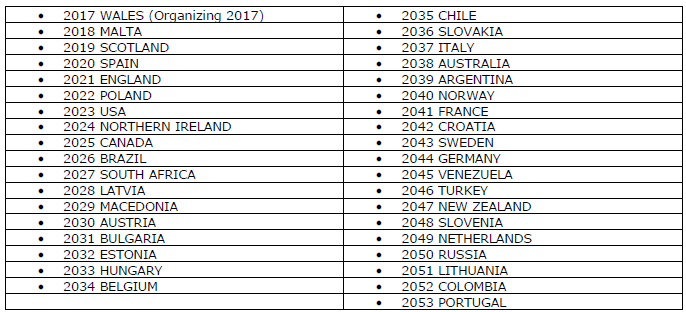 • 2017 WALES (Organizing 2017)
• 2018 MALTA
• 2019 SCOTLAND
• 2020 SPAIN
• 2021 ENGLAND
• 2022 POLAND
• 2023 USA
• 2024 NORTHERN IRELAND
• 2025 CANADA
• 2026 BRAZIL
• 2027 SOUTH AFRICA
• 2028 LATVIA
• 2029 MACEDONIA
• 2030 AUSTRIA
• 2031 BULGARIA
• 2032 ESTONIA
• 2033 HUNGARY
• 2034 BELGIUM
• 2035 CHILE
• 2036 SLOVAKIA
• 2037 ITALY
• 2038 AUSTRALIA
• 2039 ARGENTINA
• 2040 NORWAY
• 2041 FRANCE
• 2042 CROATIA
• 2043 SWEDEN
• 2044 GERMANY
• 2045 VENEZUELA
• 2046 TURKEY
• 2047 NEW ZEALAND
• 2048 SLOVENIA
• 2049 NETHERLANDS
• 2050 RUSSIA
• 2051 LITHUANIA
• 2052 COLOMBIA
• 2053 PORTUGAL